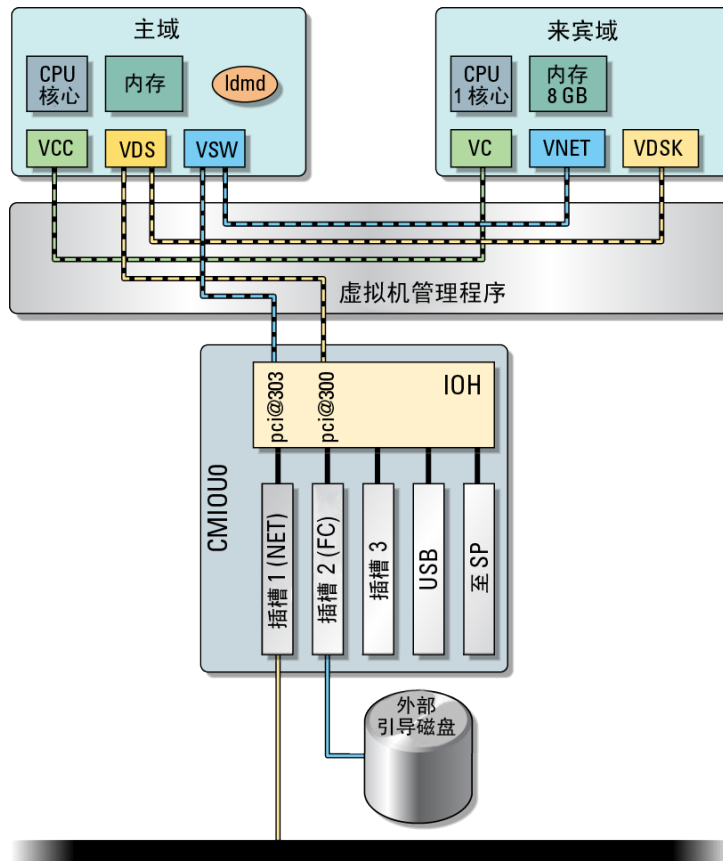 主域
CPU
核心
内存
ldmd
VCC
VDS
VSW
来宾域
CPU
1 核心
内存
8 GB
VC
VNET
VDSK
虚拟机管理程序
CMIOU0
pci@303
pci@300
IOH
插槽 1 (NET)
插槽 2 (FC)
插槽 3
USB
至 SP
外部
引导磁盘